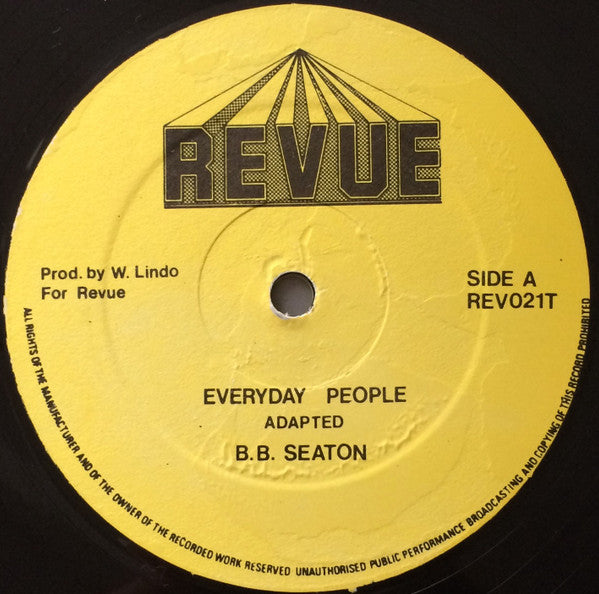 REVUE
Prod. by W. Lindo
For Revue
SIDE A
REV021T
EVERYDAY PEOPLE
ADAPTED
B.B. SEATON
ALL RIGHTS OF THE MANUFACTURER AND OF THE OWNER OF THE RECORDED WORK RESERVED UNAUTHORISED PUBLIC PERFORMANCE BROADCASTING AND COPYING OF THIS RECORD PROHIBITED